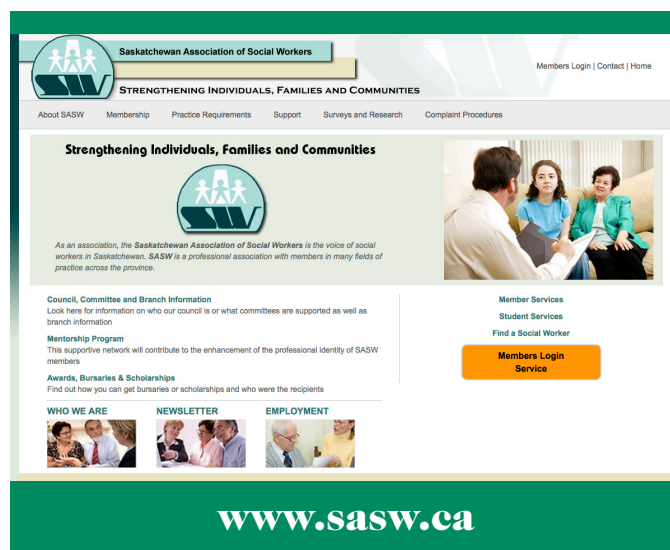 Saskatchewan Association of Social Workers
STRENGTHENING INDIVIDUALS, FAMILIES AND COMMUNITIES
Members Login | Contact | Home
About SASW Membership Practice Requirements Support Surveys and Research Complaint Procedures
Strengthening Individuals, Families and Communities
SASW
As an association, the Saskatchewan Association of Social Workers is the voice of social
workers in Saskatchewan. SASW is a professional association with members in many fields of
practice across the province.
Council, Committee and Branch Information
Look here for information on who our council is or what committees are supported as well as
branch information
Mentorship Program
This supportive network will contribute to the enhancement of the professional identity of SASW
members
Awards, Bursaries & Scholarships
Find out how you can get bursaries or scholarships and who were the recipients
Member Services
Student Services
Find a Social Worker
Members Login
Service
WHO WE ARE NEWSLETTER EMPLOYMENT
www.sasw.ca